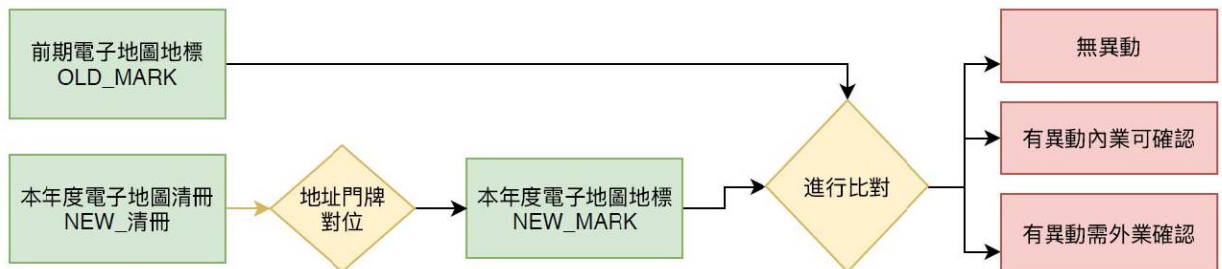 前期電子地圖地標
OLD_MARK
本年度電子地圖清冊
NEW_清冊
地址門牌
對位
本年度電子地圖地標
NEW_MARK
進行比對
無異動
有異動內業可確認
有異動需外業確認